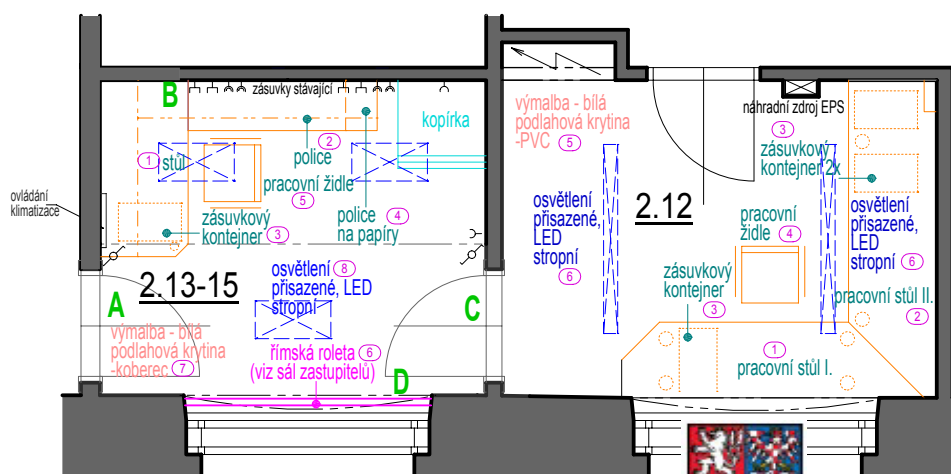 B
zásuvky stávající
kopírka
2
police
1
stůl
pracovní židle
5
zásuvkový
kontejner
3
police
na papíry
4
ovládání
klimatizace
2.13-15
A
osvětlení
8
přisazené, LED
stropní
C
výmalba - bílá
podlahová krytina
-koberec
7
římská roleta
6
(viz sál zastupitelů)
D
výmalba - bílá
podlahová krytina
-PVC
5
náhradní zdroj EPS
3
zásuvkový
kontejner 2x
osvětlení
přisazené,
LED
stropní
6
2.12
pracovní
židle
4
osvětlení
přisazené,
LED
stropní
6
zásuvkový
kontejner
3
pracovní stůl II.
2
1
pracovní stůl I.